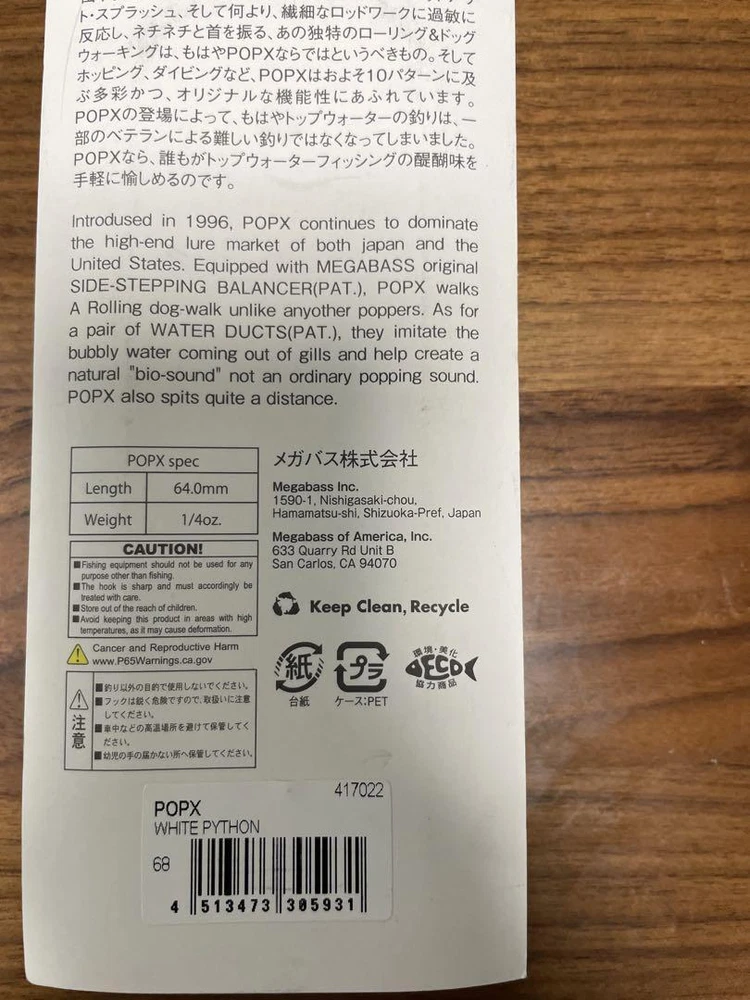 ト・スプラッシュ、そして何より、繊細なロッドワークに過敏に
反応し、ネチネチと首を振る、あの独特のローリング&ドッグ
ウォーキングは、もはやPOPXならではというべきもの。そして
ホッピング、ダイビングなど、POPXはおよそ10パターンに及
ぶ多彩かつ、オリジナルな機能性にあふれています。
POPXの登場によって、もはやトップウォーターの釣りは、一
部のベテランによる難しい釣りではなくなってしまいました。
POPXなら、誰もがトップウォーターフィッシングの醍醐味を
手軽に愉しめるのです。
Introdused in 1996, POPX continues to dominate
the high-end lure market of both japan and the
United States. Equipped with MEGABASS original
SIDE-STEPPING BALANCER(PAT.), POPX walks
A Rolling dog-walk unlike anyother poppers. As for
a pair of WATER DUCTS(PAT.), they imitate the
bubbly water coming out of gills and help create a
natural "bio-sound" not an ordinary popping sound.
POPX also spits quite a distance.
POPX spec
Length 64.0mm
Weight 1/4oz.
CAUTION!
■Fishing equipment should not be used for any
purpose other than fishing.
■The hook is sharp and must accordingly be
treated with care.
■Store out of the reach of children.
■Avoid keeping this product in areas with high
temperatures, as it may cause deformation.
Cancer and Reproductive Harm
www.P65Warnings.ca.gov
注意
■釣り以外の目的で使用しないでください。
■フックは鋭く危険ですので、取扱いに注意
してください。
■車中などの高温場所を避けて保管してく
ださい。
■幼児の手の届かない所へ保管してください。
メガバス株式会社
Megabass Inc.
1590-1, Nishigasaki-chou,
Hamamatsu-shi, Shizuoka-Pref, Japan
Megabass of America, Inc.
633 Quarry Rd Unit B
San Carlos, CA 94070
Keep Clean, Recycle
紙
台紙
プラ
ケース:PET
環境・美化
ECO
協力商品
417022
POPX
WHITE PYTHON
68
4 513473 305931